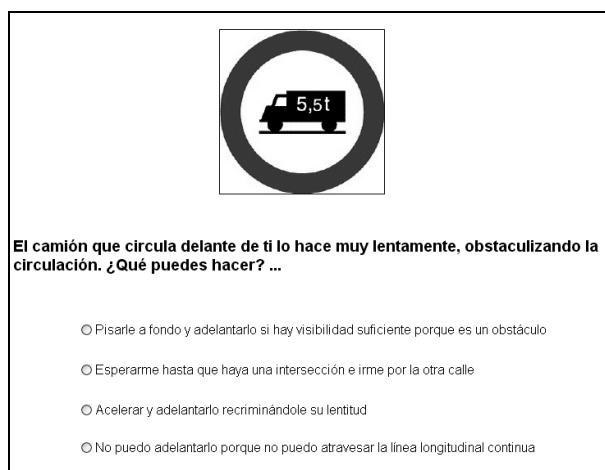 5,5t
El camión que circula delante de ti lo hace muy lentamente, obstaculizando la
circulación. ¿Qué puedes hacer? ...
Pisarle a fondo y adelantarlo si hay visibilidad suficiente porque es un obstáculo
Esperarme hasta que haya una intersección e irme por la otra calle
Acelerar y adelantarlo recriminándole su lentitud
No puedo adelantarlo porque no puedo atravesar la línea longitudinal continua